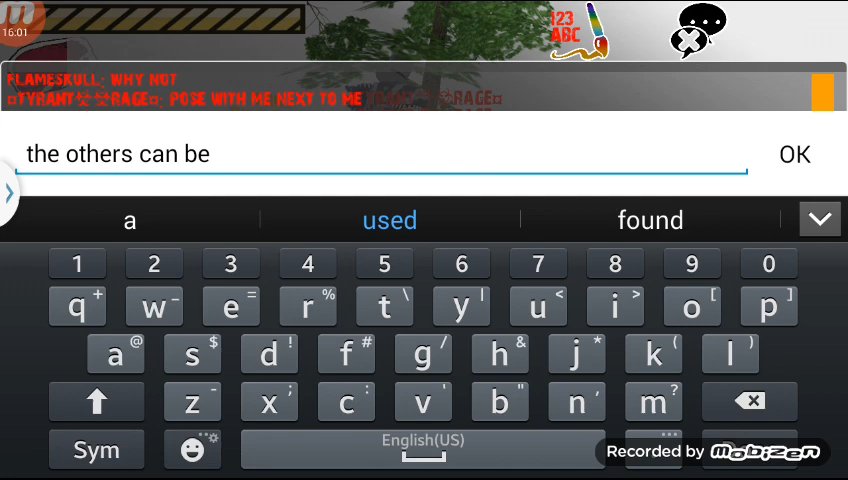 16:01
123
ABC
FLAMESKULL: WHY NOT
¤TYRANT☣☣RAGE¤: POSE WITH ME NEXT TO ME
the others can be
OK
a used found
1 2 3 4 5 6 7 8 9 0
q + w _ e = r % t \ y | u < i > o [ p ]
a @ s $ d ! f # g / h & j * k ( l )
z - x ; c : v ' b " n , m ?
Sym English(US)
Recorded by mobizen